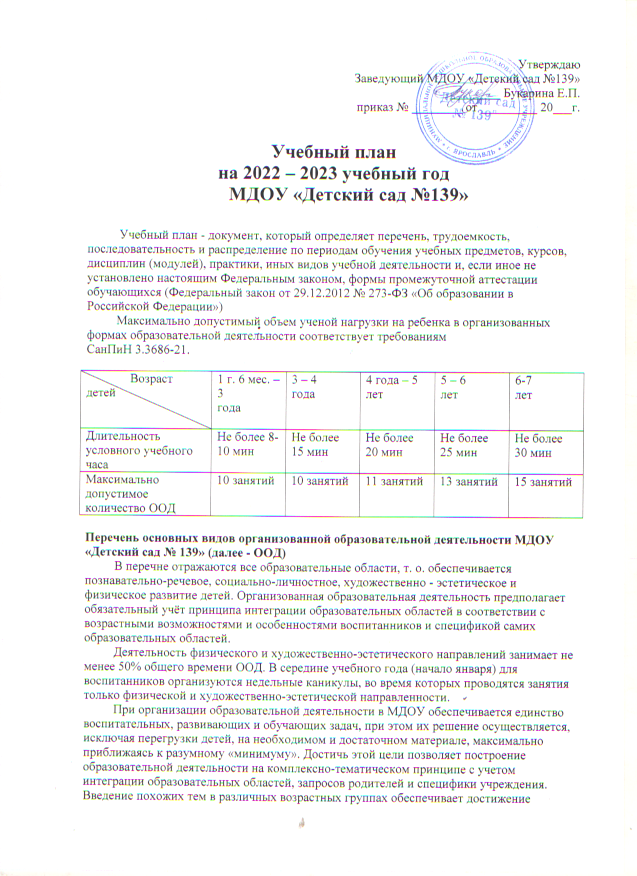 Утверждаю
Заведующий МДОУ «Детский сад №139»
Букарина Е.П.
приказ № от 20 г.
Учебный план
на 2022 – 2023 учебный год
МДОУ «Детский сад №139»
Учебный план - документ, который определяет перечень, трудоемкость,
последовательность и распределение по периодам обучения учебных предметов, курсов,
дисциплин (модулей), практики, иных видов учебной деятельности и, если иное не
установлено настоящим Федеральным законом, формы промежуточной аттестации
обучающихся (Федеральный закон от 29.12.2012 № 273-ФЗ «Об образовании в
Российской Федерации»)
Максимально допустимый объем ученой нагрузки на ребенка в организованных
формах образовательной деятельности соответствует требованиям
СанПиН 3.3686-21.
Возраст детей
1 г. 6 мес. – 3 года
3 – 4 года
4 года – 5 лет
5 – 6 лет
6-7 лет
Длительность условного учебного часа
Не более 8-10 мин
Не более 15 мин
Не более 20 мин
Не более 25 мин
Не более 30 мин
Максимально допустимое количество ООД
10 занятий
10 занятий
11 занятий
13 занятий
15 занятий
Перечень основных видов организованной образовательной деятельности МДОУ
«Детский сад № 139» (далее - ООД)
В перечне отражаются все образовательные области, т. о. обеспечивается
познавательно-речевое, социально-личностное, художественно - эстетическое и
физическое развитие детей. Организованная образовательная деятельность предполагает
обязательный учёт принципа интеграции образовательных областей в соответствии с
возрастными возможностями и особенностями воспитанников и спецификой самих
образовательных областей.
Деятельность физического и художественно-эстетического направлений занимает не
менее 50% общего времени ООД. В середине учебного года (начало января) для
воспитанников организуются недельные каникулы, во время которых проводятся занятия
только физической и художественно-эстетической направленности.
При организации образовательной деятельности в МДОУ обеспечивается единство
воспитательных, развивающих и обучающих задач, при этом их решение осуществляется,
исключая перегрузки детей, на необходимом и достаточном материале, максимально
приближаясь к разумному «минимуму». Достичь этой цели позволяет построение
образовательной деятельности на комплексно-тематическом принципе с учетом
интеграции образовательных областей, запросов родителей и специфики учреждения.
Введение похожих тем в различных возрастных группах обеспечивает достижение